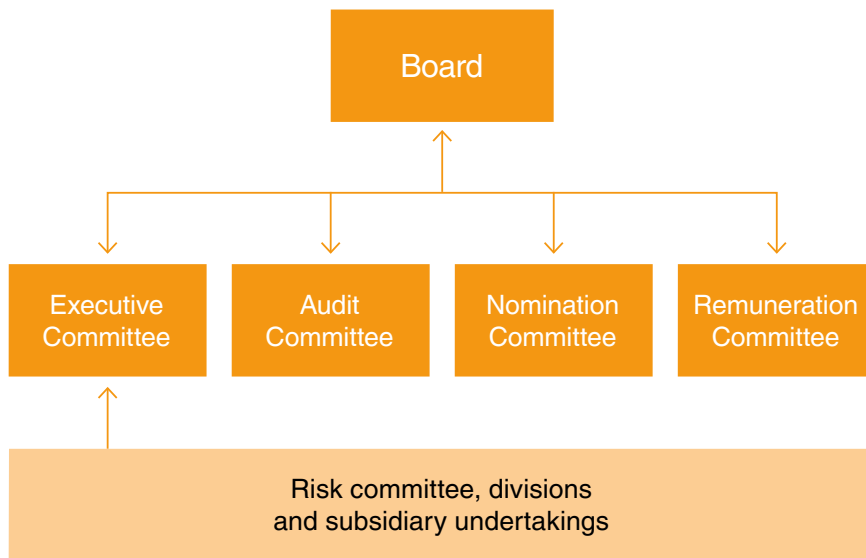 Board
Executive
Committee
Audit
Committee
Nomination
Committee
Remuneration
Committee
Risk committee, divisions
and subsidiary undertakings